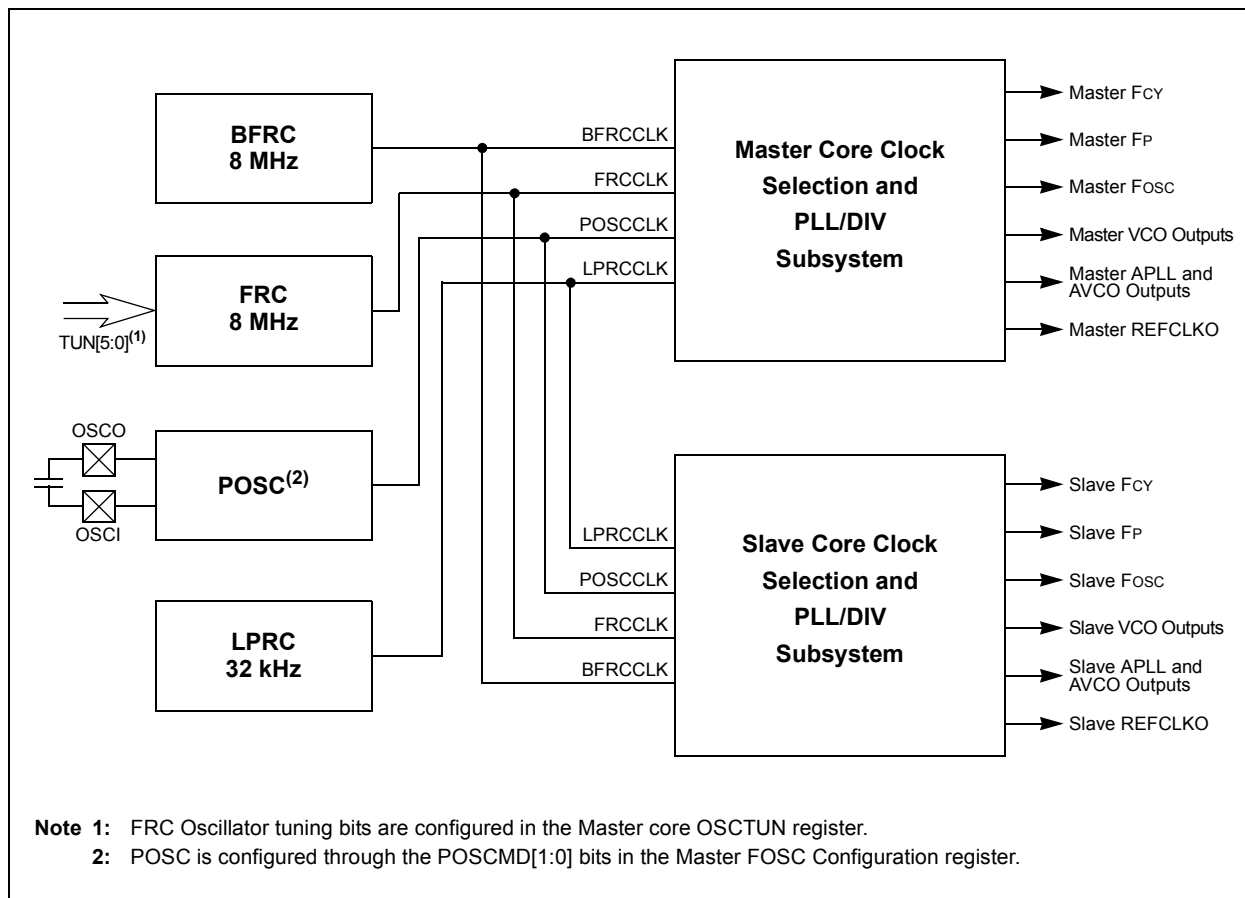 BFRC
8 MHz
FRC
8 MHz
TUN[5:0](1)
OSCO
OSCI
POSC(2)
LPRC
32 kHz
BFRCCLK
FRCCLK
POSCCLK
LPRCCLK
Master Core Clock
Selection and
PLL/DIV
Subsystem
Master FCY
Master FP
Master FOSC
Master VCO Outputs
Master APLL and
AVCO Outputs
Master REFCLKO
LPRCCLK
POSCCLK
FRCCLK
BFRCCLK
Slave Core Clock
Selection and
PLL/DIV
Subsystem
Slave FCY
Slave FP
Slave FOSC
Slave VCO Outputs
Slave APLL and
AVCO Outputs
Slave REFCLKO
Note 1: FRC Oscillator tuning bits are configured in the Master core OSCTUN register.
2: POSC is configured through the POSCMD[1:0] bits in the Master FOSC Configuration register.